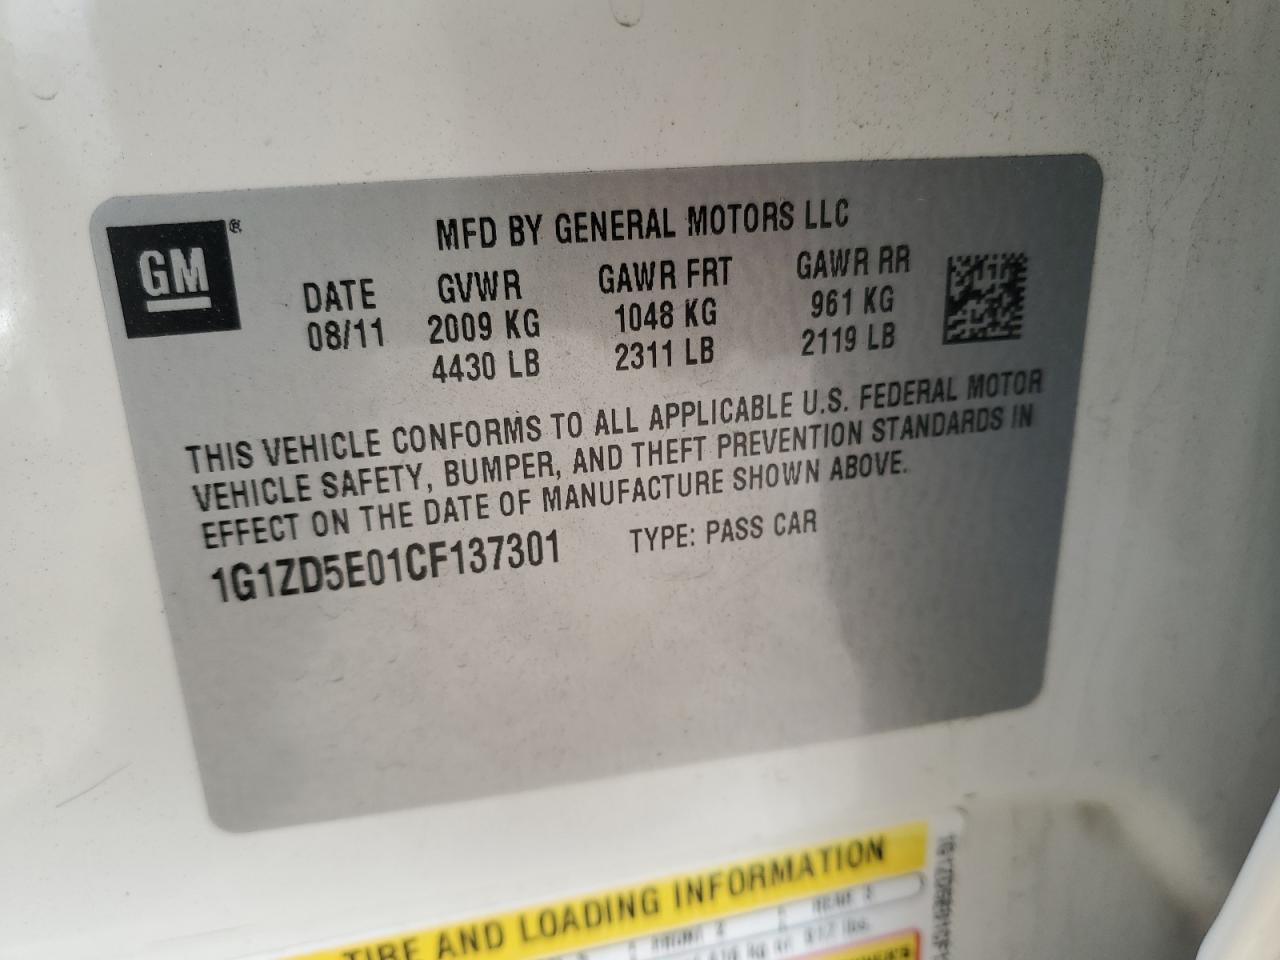 GM®
MFD BY GENERAL MOTORS LLC
DATE GVWR GAWR FRT GAWR RR
08/11 2009 KG 1048 KG 961 KG
4430 LB 2311 LB 2119 LB
THIS VEHICLE CONFORMS TO ALL APPLICABLE U.S. FEDERAL MOTOR
VEHICLE SAFETY, BUMPER, AND THEFT PREVENTION STANDARDS IN
EFFECT ON THE DATE OF MANUFACTURE SHOWN ABOVE.
1G1ZD5E01CF137301 TYPE: PASS CAR
TIRE AND LOADING INFORMATION